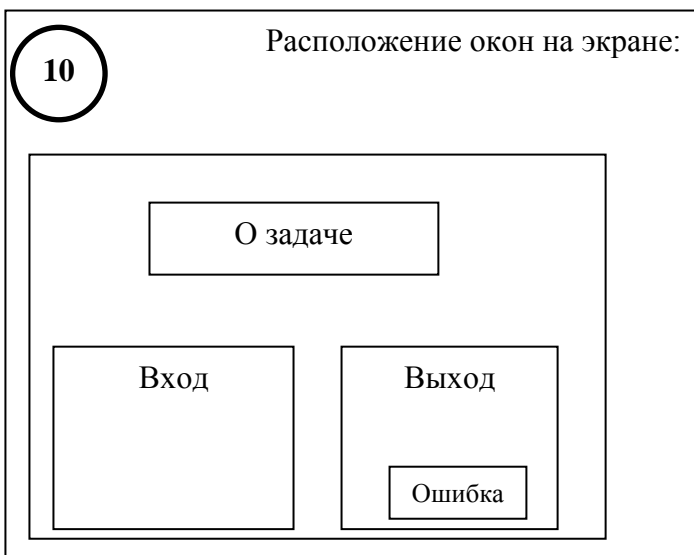 Расположение окон на экране:
10
О задаче
Вход
Выход
Ошибка